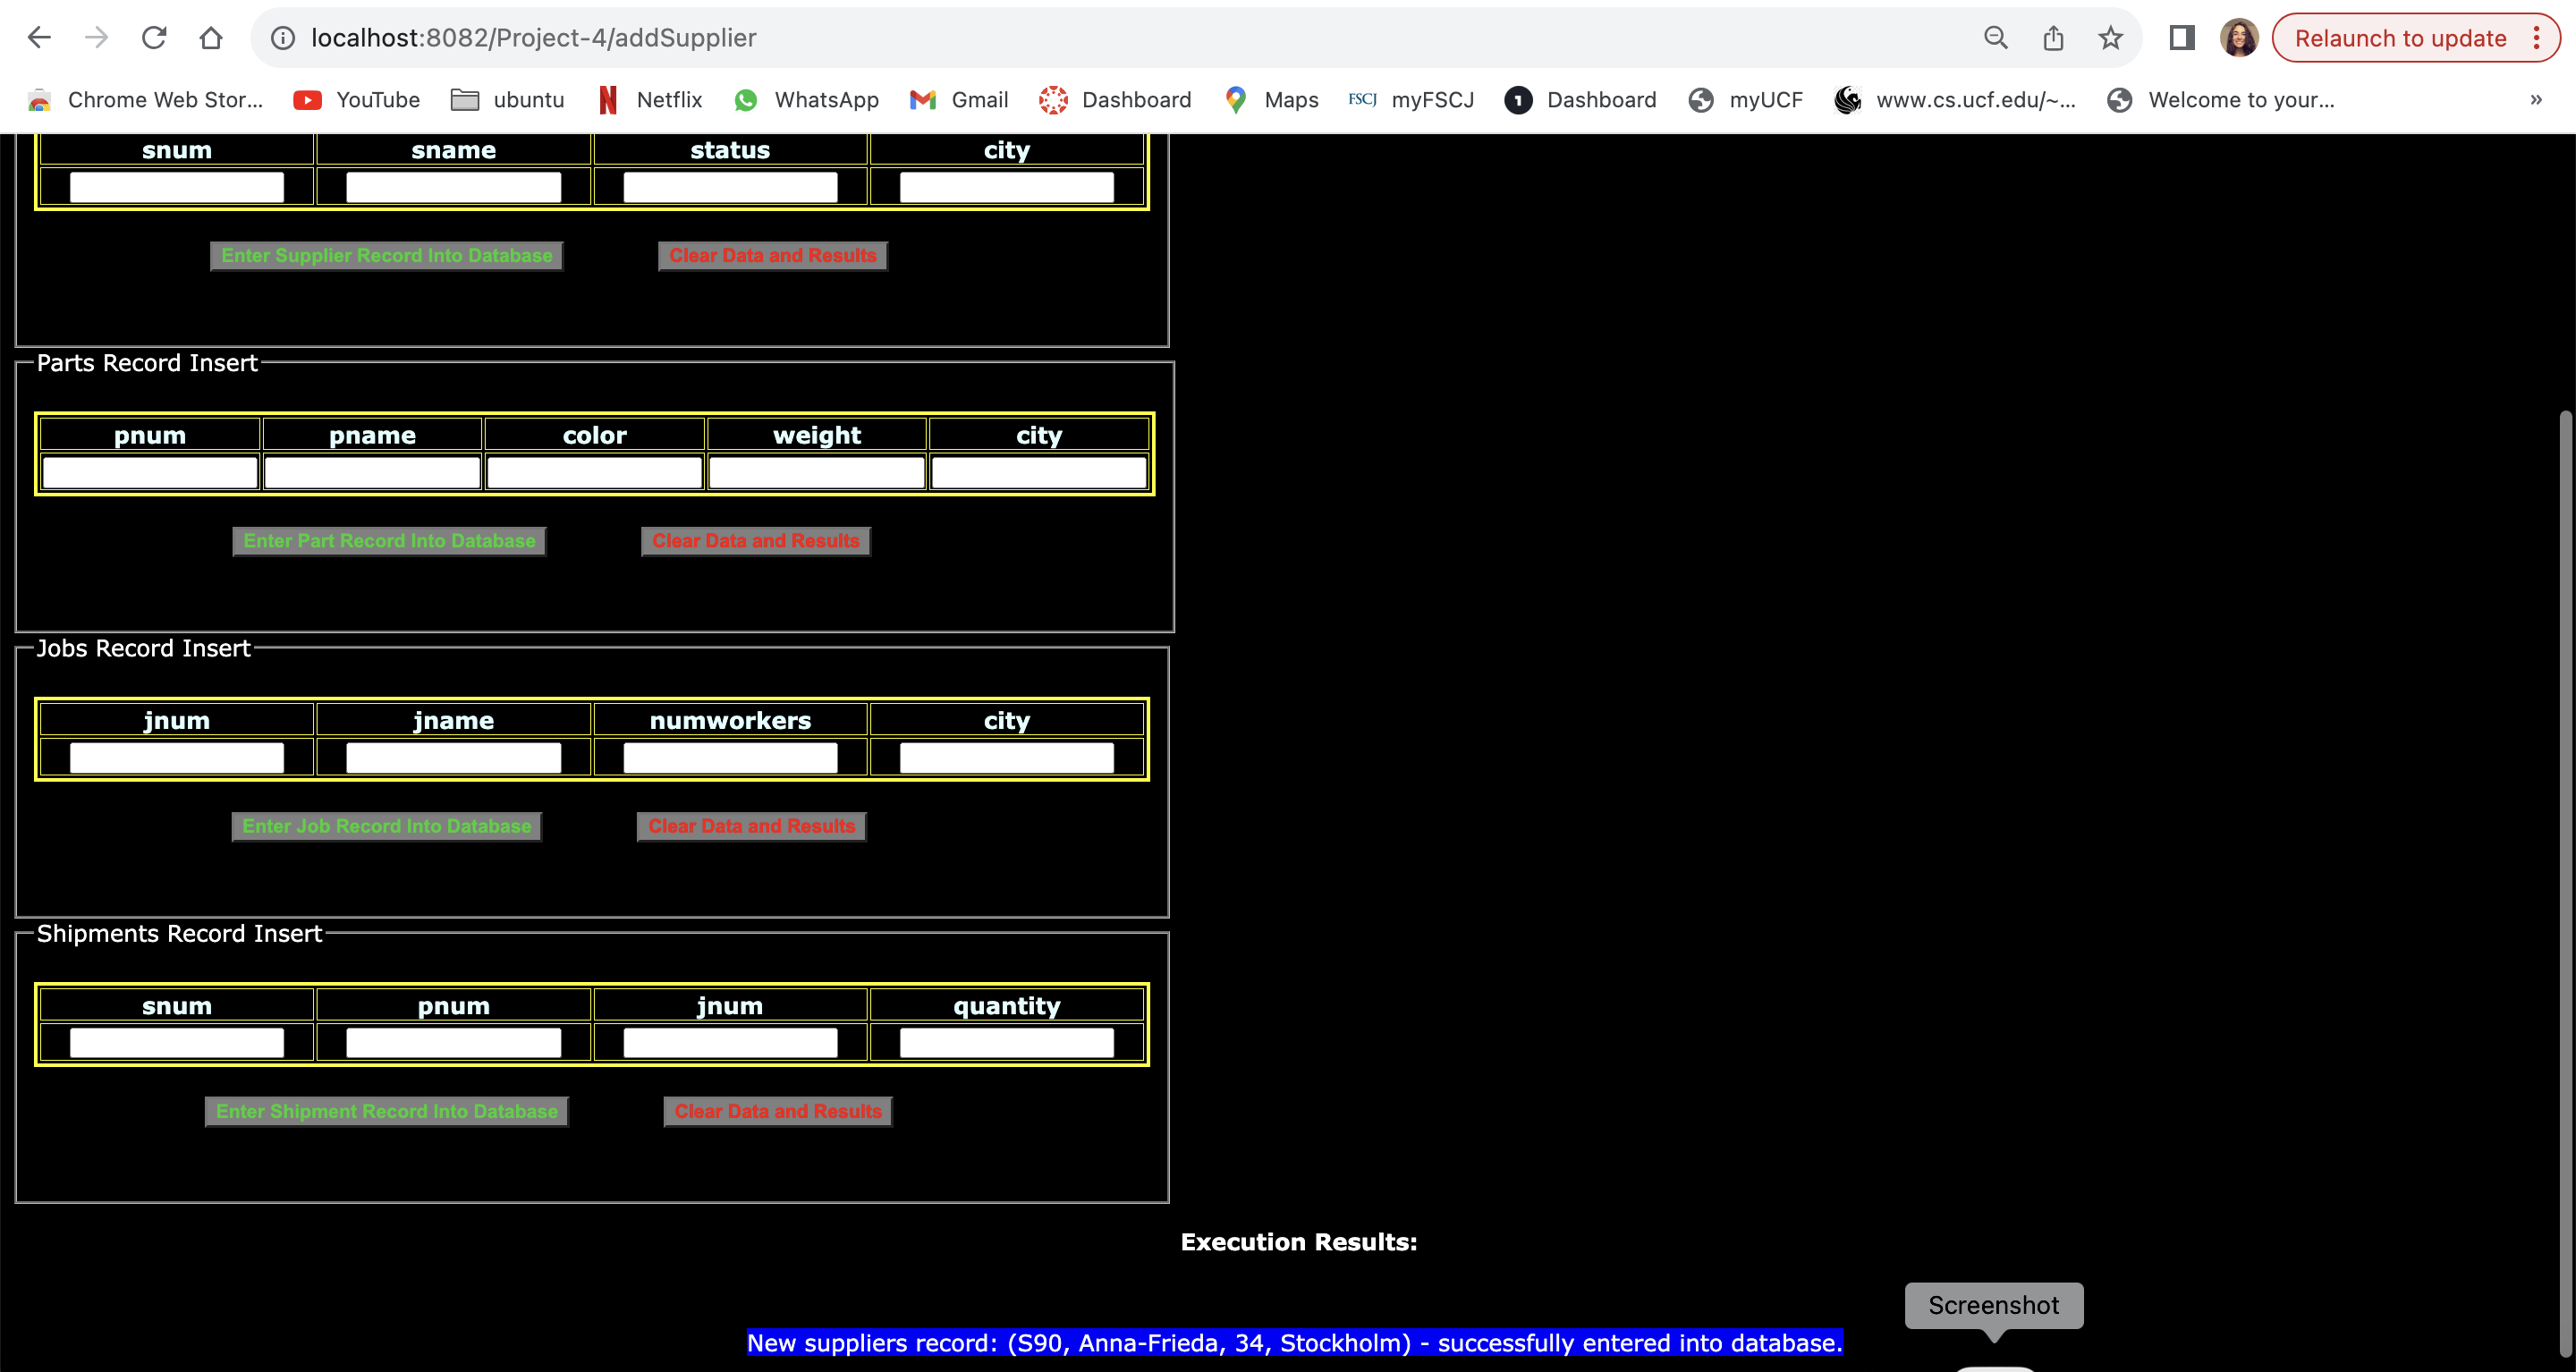 localhost:8082/Project-4/addSupplier
Relaunch to update
Chrome Web Stor... YouTube ubuntu Netflix WhatsApp Gmail Dashboard Maps FSCJ myFSCJ 1 Dashboard myUCF www.cs.ucf.edu/~... Welcome to your... »
snum sname status city
Enter Supplier Record Into Database Clear Data and Results
Parts Record Insert
pnum pname color weight city
Enter Part Record Into Database Clear Data and Results
Jobs Record Insert
jnum jname numworkers city
Enter Job Record Into Database Clear Data and Results
Shipments Record Insert
snum pnum jnum quantity
Enter Shipment Record Into Database Clear Data and Results
Execution Results:
Screenshot
New suppliers record: (S90, Anna-Frieda, 34, Stockholm) - successfully entered into database.